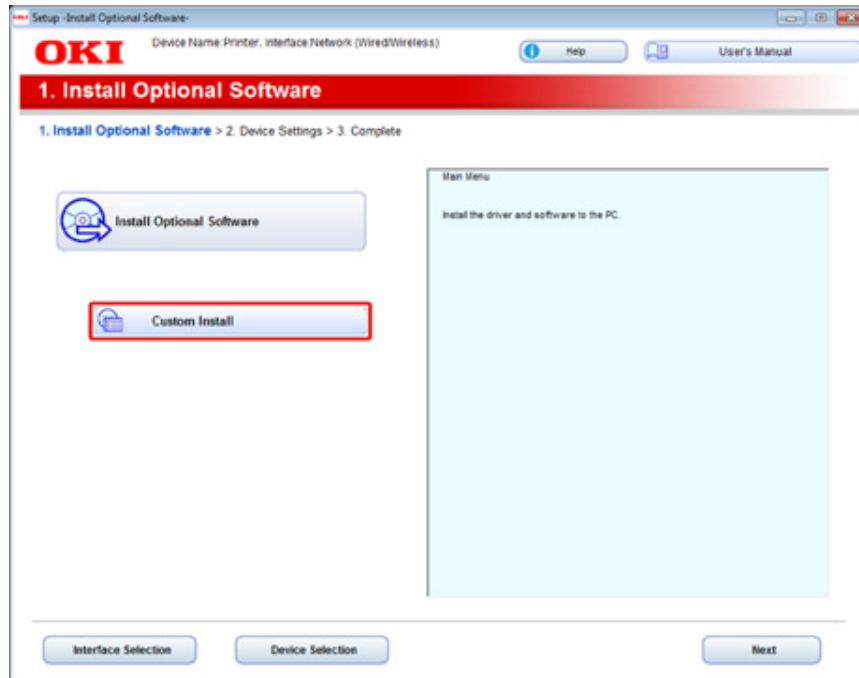 OKI Setup -Install Optional Software-
OKI
Device Name:Printer, Interface:Network (Wired/Wireless)
Help
User's Manual
1. Install Optional Software
1. Install Optional Software > 2. Device Settings > 3. Complete
Main Menu
Install the driver and software to the PC.
Install Optional Software
Custom Install
Interface Selection
Device Selection
Next